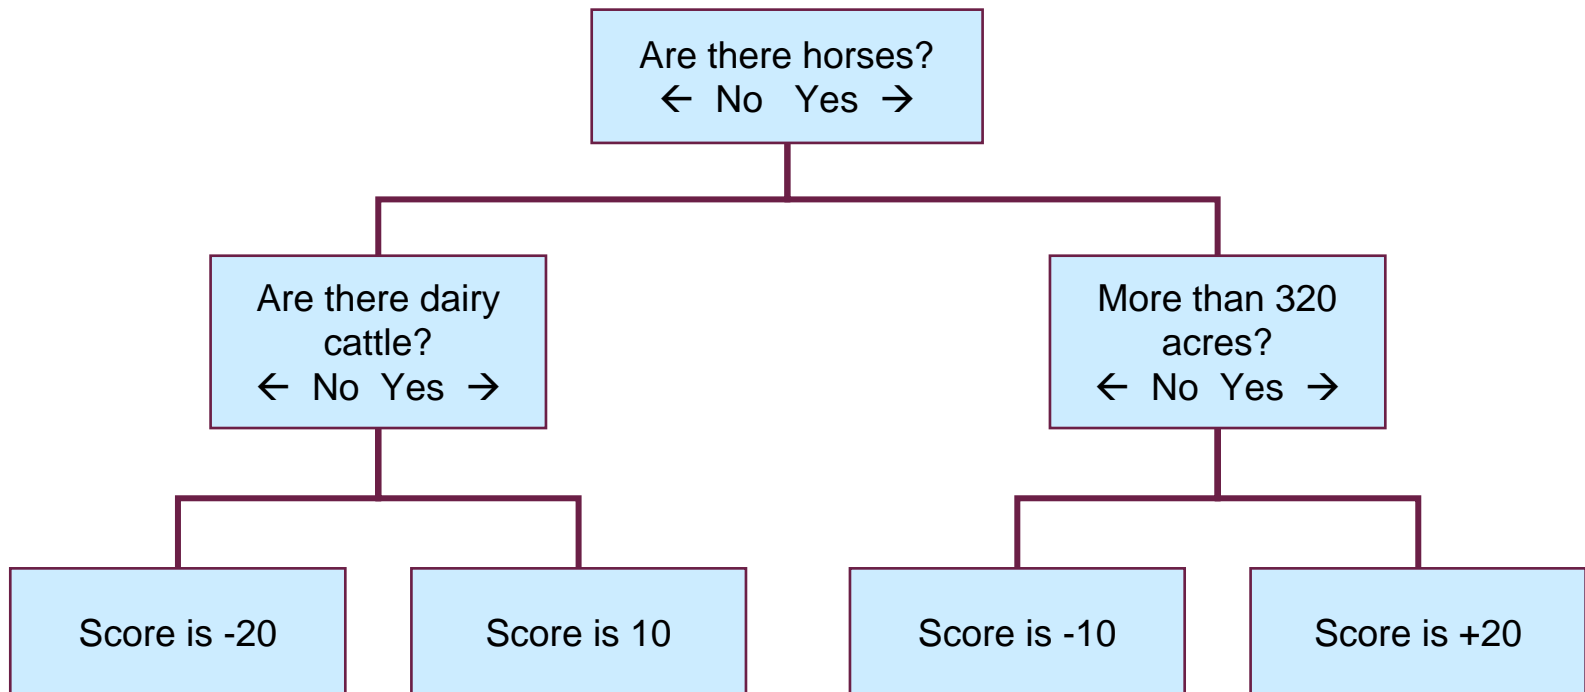 Are there horses?
← No Yes →
Are there dairy
cattle?
← No Yes →
More than 320
acres?
← No Yes →
Score is -20
Score is 10
Score is -10
Score is +20